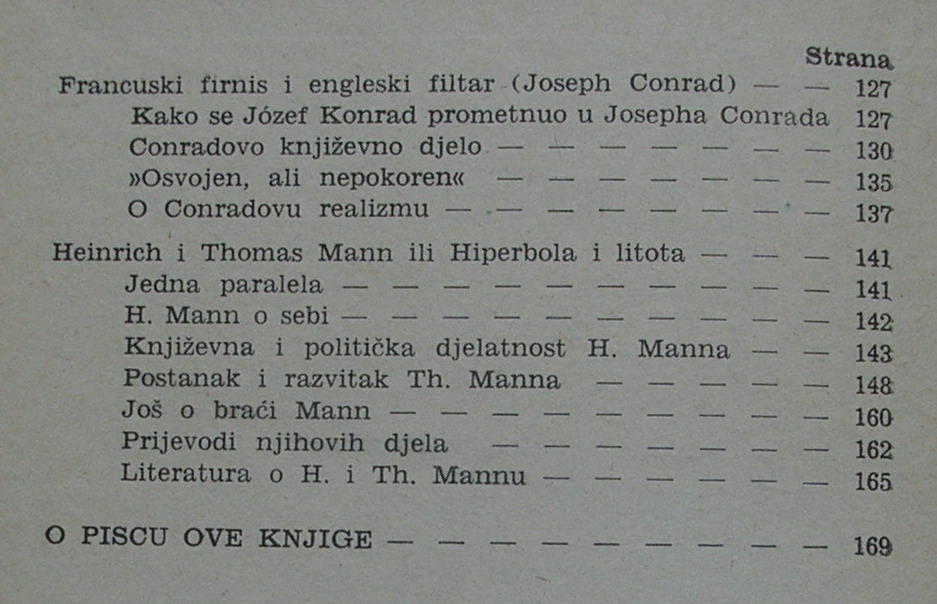 Strana
Francuski firnis i engleski filtar (Joseph Conrad) — — 127
Kako se Józef Konrad prometnuo u Josepha Conrada 127
Conradovo književno djelo — — — — — — — 130
»Osvojen, ali nepokoren« — — — — — — — 135
O Conradovu realizmu — — — — — — — — 137
Heinrich i Thomas Mann ili Hiperbola i litota — — — 141
Jedna paralela — — — — — — — — — — 141
H. Mann o sebi — — — — — — — — — — 142
Književna i politička djelatnost H. Manna — — 143
Postanak i razvitak Th. Manna — — — — — 148
Još o braći Mann — — — — — — — — — 160
Prijevodi njihovih djela — — — — — — — 162
Literatura o H. i Th. Mannu — — — — — — 165
O PISCU OVE KNJIGE — — — — — — — — — 169